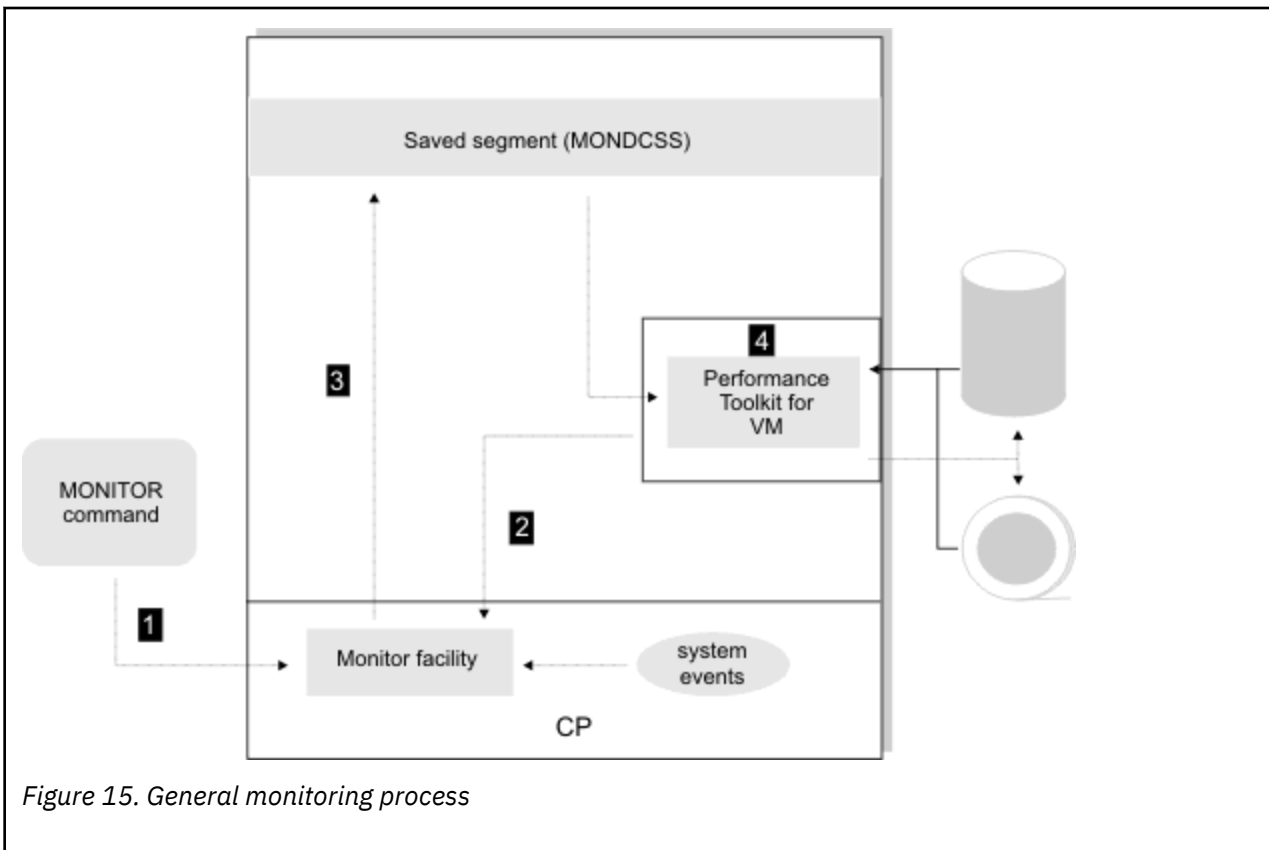 Saved segment (MONDCSS)
4
Performance
Toolkit for
VM
3
MONITOR
command
2
1
Monitor facility
system
events
CP
Figure 15. General monitoring process